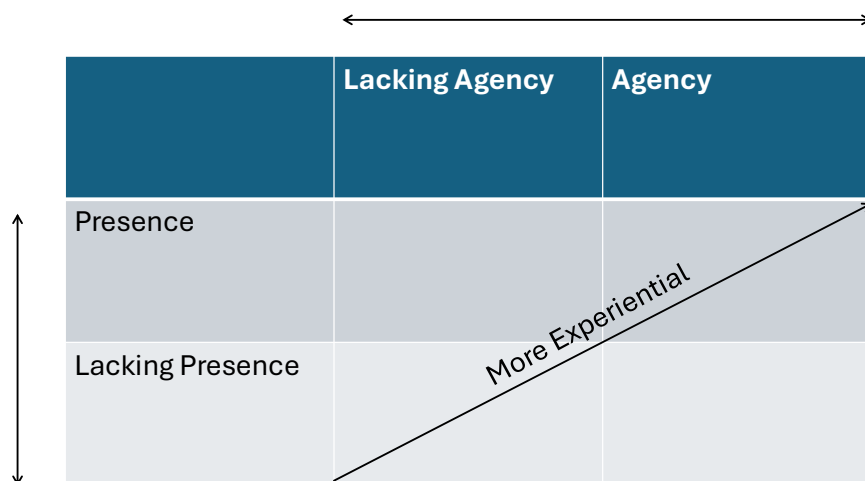 Lacking Agency
Agency
Presence
More Experiential
Lacking Presence